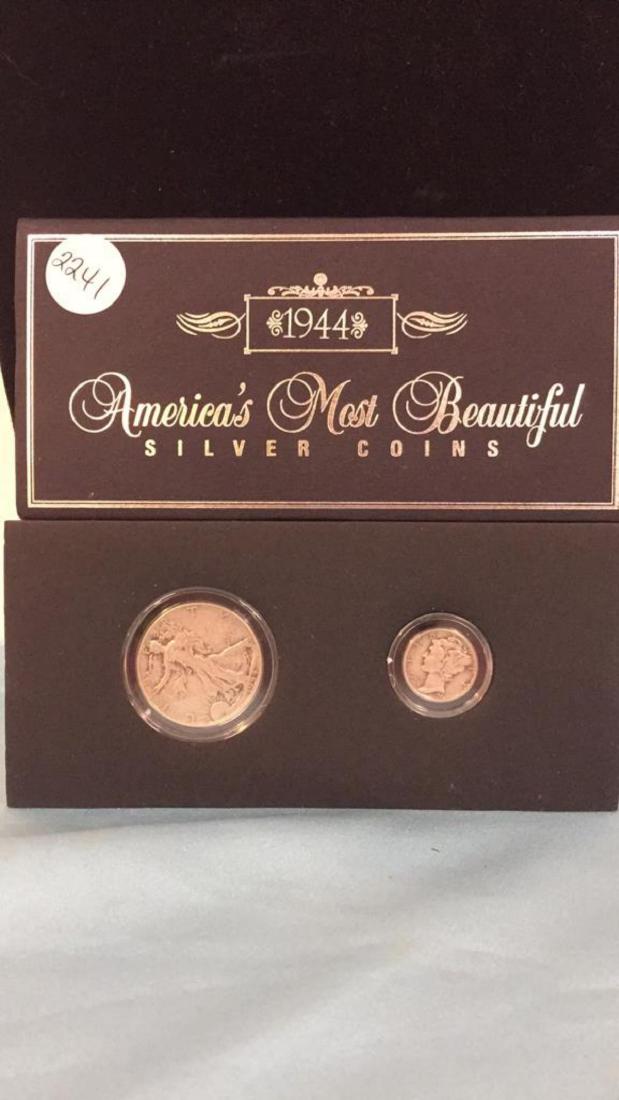 2241
1944
America's Most Beautiful
SILVER COINS